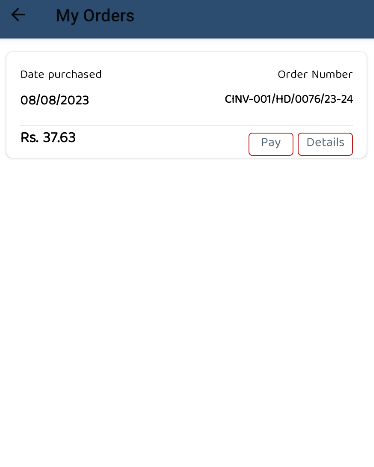 My Orders
Date purchased Order Number
08/08/2023 CINV-001/HD/0076/23-24
Rs. 37.63 Pay Details